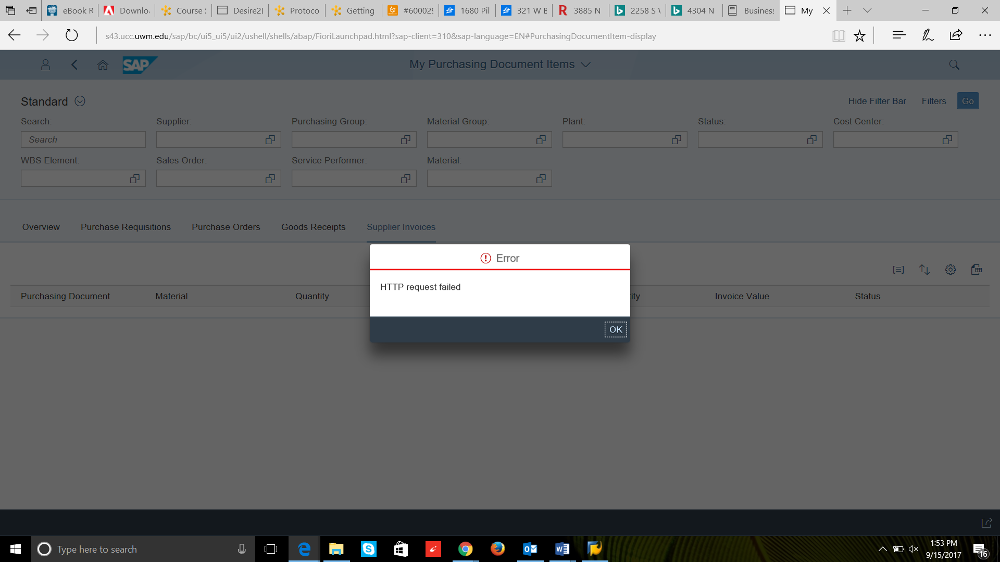 eBook R
Downloa
Course S
Desire2L
Protoco
Getting
#600029
1680 Pil
321 W B
3885 N
2258 S W
4304 N
Business
My
s43.ucc.uwm.edu/sap/bc/ui5_ui5/ui2/ushell/shells/abap/FioriLaunchpad.html?sap-client=310&sap-language=EN#PurchasingDocumentItem-display
SAP
My Purchasing Document Items
Standard
Hide Filter Bar Filters Go
Search: Supplier: Purchasing Group: Material Group: Plant: Status: Cost Center:
Search
WBS Element: Sales Order: Service Performer: Material:
Overview Purchase Requisitions Purchase Orders Goods Receipts Supplier Invoices
Error
HTTP request failed
OK
Purchasing Document Material Quantity ity Invoice Value Status
Type here to search
1:53 PM
9/15/2017
16